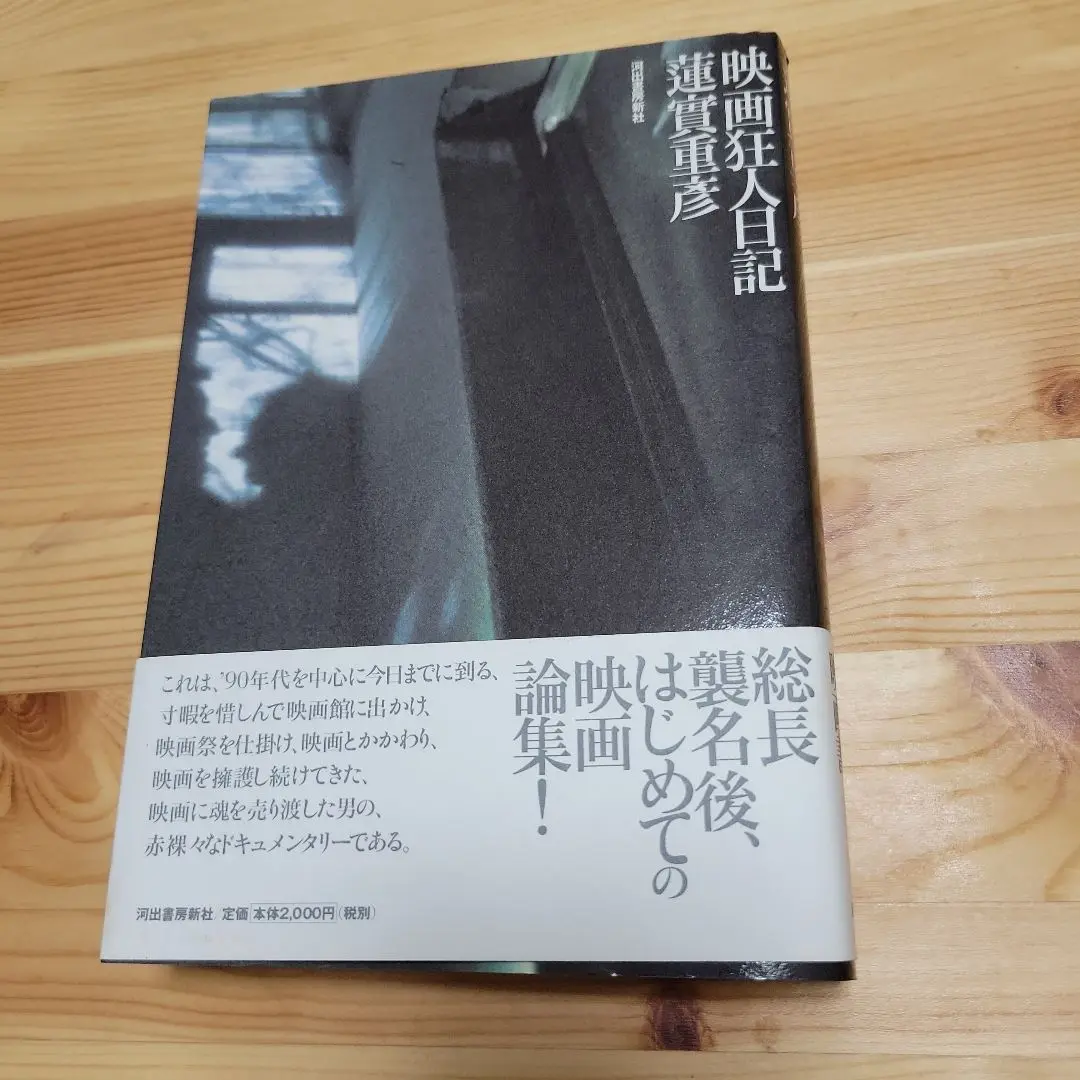 映画狂人日記
蓮實重彦
河出書房新社
総長
襲名後、
はじめての
映画
論集！
これは、'90年代を中心に今日までに到る、
寸暇を惜しんで映画館に出かけ、
映画祭を仕掛け、映画とかかわり、
映画を擁護し続けてきた、
映画に魂を売り渡した男の、
赤裸々なドキュメンタリーである。
河出書房新社 定価 本体2,000円（税別）